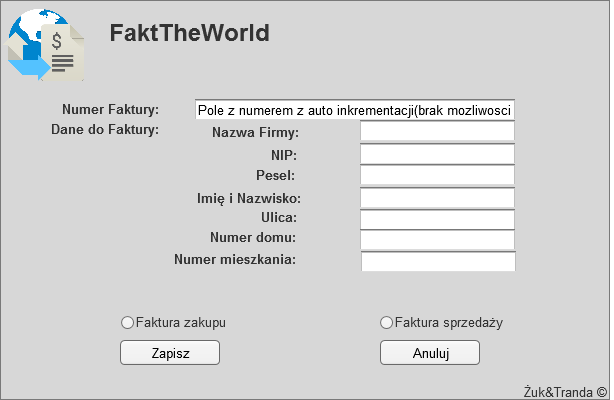 $
FaktTheWorld
Numer Faktury: Pole z numerem z auto inkrementacji(brak mozliwosci
Dane do Faktury:
Nazwa Firmy:
NIP:
Pesel:
Imię i Nazwisko:
Ulica:
Numer domu:
Numer mieszkania:
Faktura zakupu Faktura sprzedaży
Zapisz Anuluj
Żuk&Tranda ©